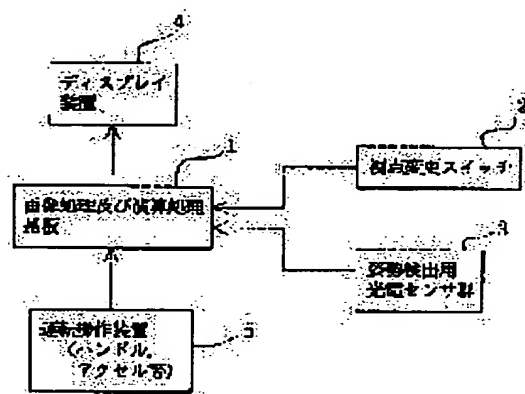 4
ディスプレイ
装置
1
2
視点変更スイッチ
画像処理及び演算処理
基板
3
姿勢検出用
光電センサ群
運転操作装置
(ハンドル,
アクセル等)
5